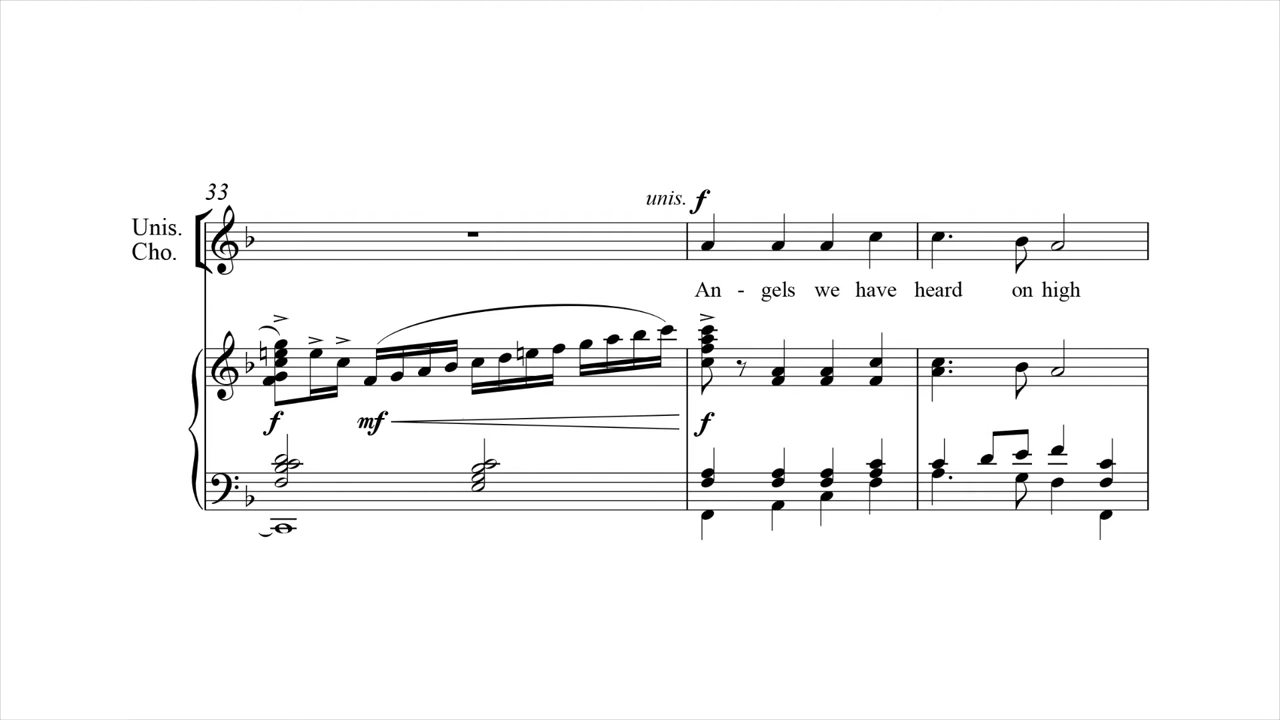 33
unis. f
Unis.
Cho.
An - gels we have heard on high
f mf f